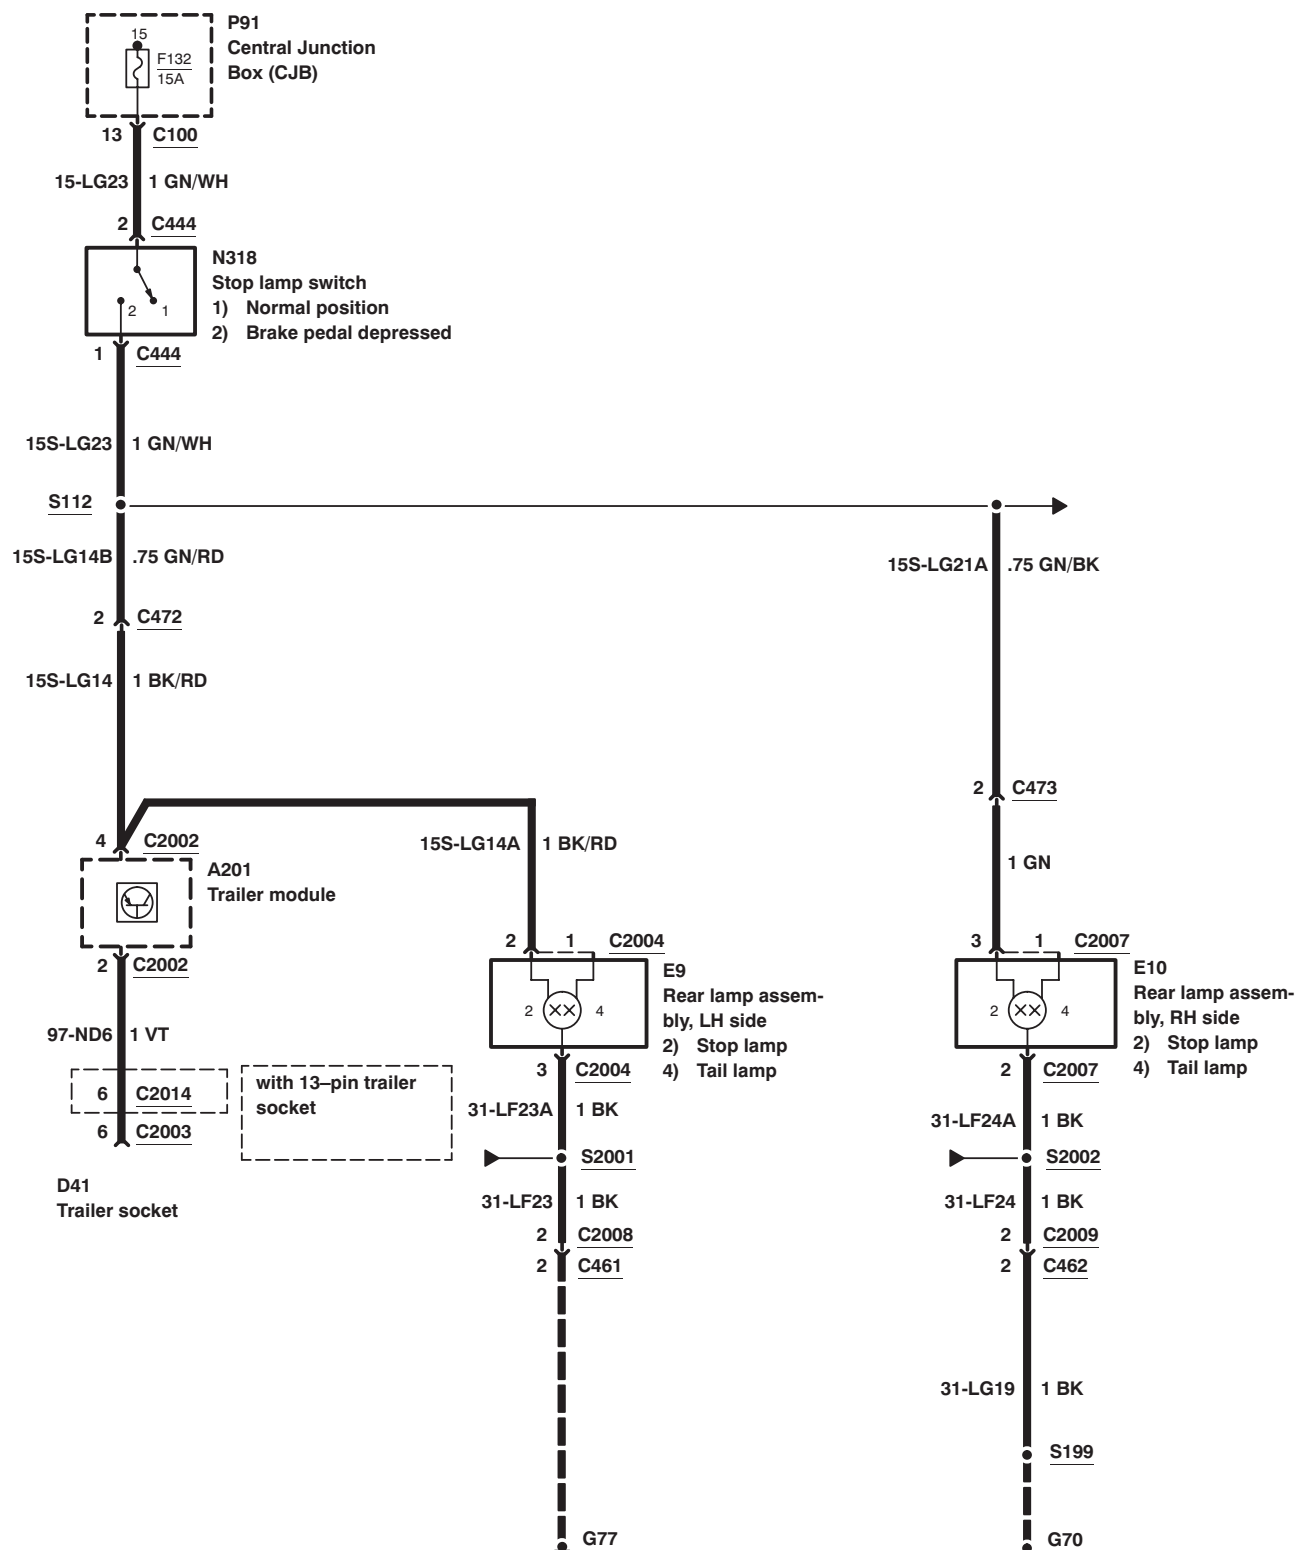 P91
15
Central Junction
F132
Box (CJB)
15A
13 C100
15-LG23 1 GN/WH
2 C444
N318
Stop lamp switch
1) Normal position
2 1
2) Brake pedal depressed
1 C444
15S-LG23 1 GN/WH
S112
15S-LG14B .75 GN/RD
15S-LG21A .75 GN/BK
2 C472
15S-LG14 1 BK/RD
2 C473
4 C2002
15S-LG14A 1 BK/RD
1 GN
A201
Trailer module
2 1 C2004
3 1 C2007
2 C2002
E9
Rear lamp assem-
bly, LH side
2 4
2) Stop lamp
4) Tail lamp
E10
Rear lamp assem-
bly, RH side
2 4
2) Stop lamp
4) Tail lamp
97-ND6 1 VT
3 C2004
2 C2007
6 C2014
with 13–pin trailer
socket
31-LF23A 1 BK
31-LF24A 1 BK
6 C2003
S2001
S2002
D41
Trailer socket
31-LF23 1 BK
31-LF24 1 BK
2 C2008
2 C2009
2 C461
2 C462
31-LG19 1 BK
S199
G77
G70